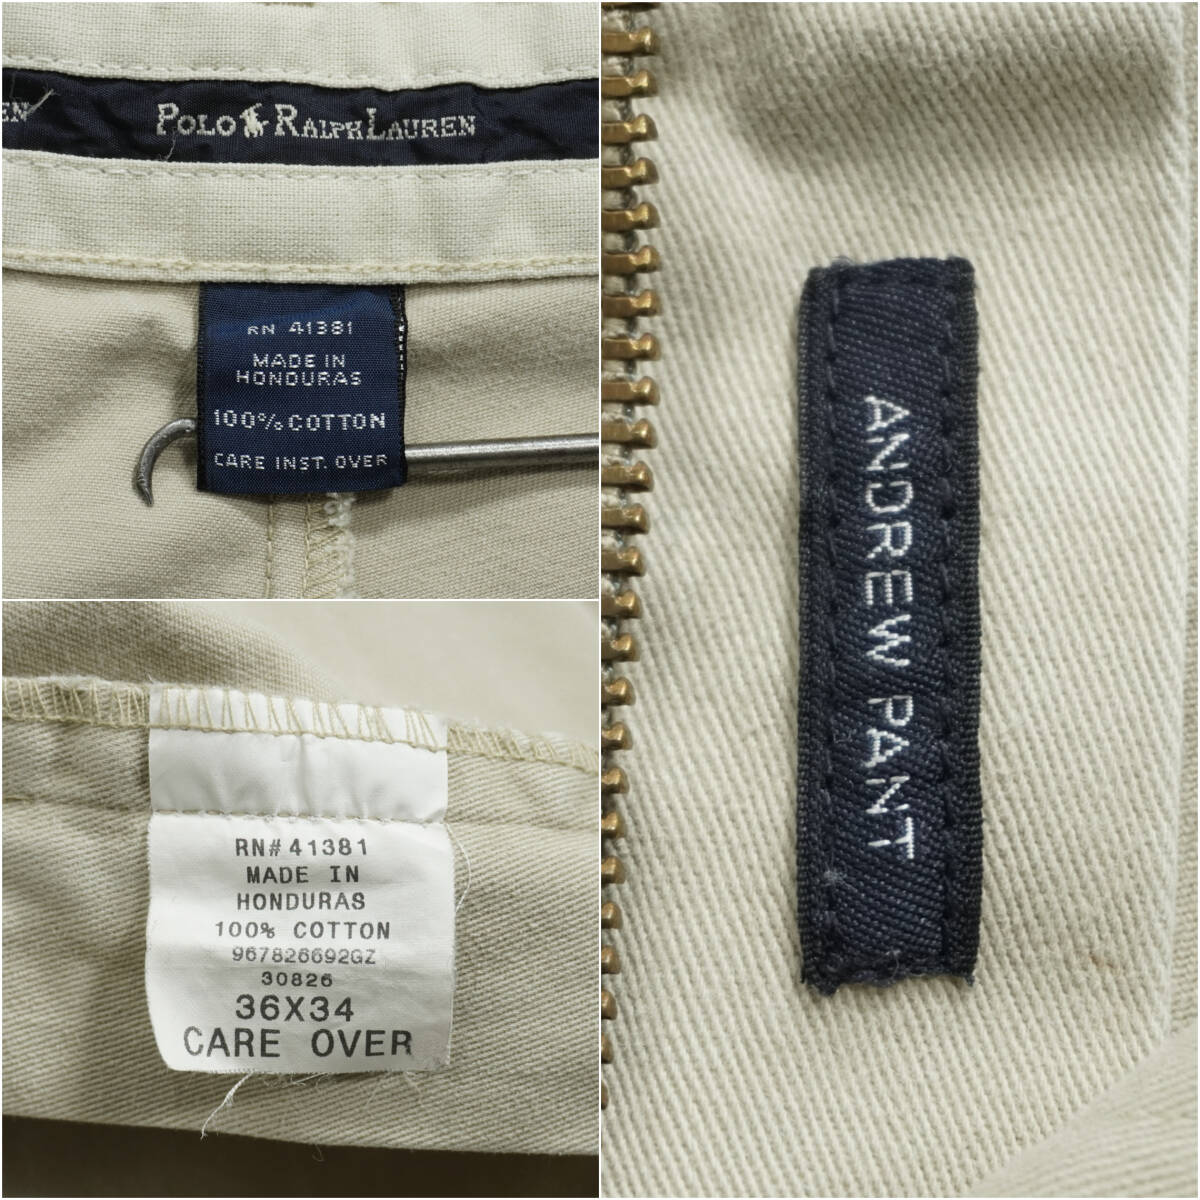 EN
POLO RALPH LAUREN
RN 41381
MADE IN
HONDURAS
100% COTTON
CARE INST. OVER
RN# 41381
MADE IN
HONDURAS
100% COTTON
967826692GZ
30826
36X34
CARE OVER
ANDREW PANT